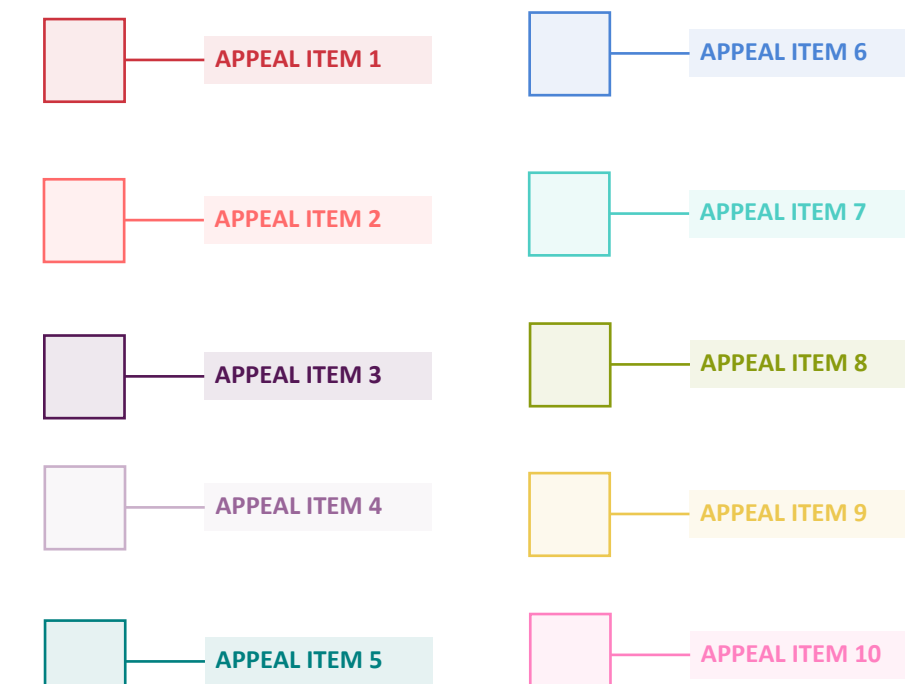 APPEAL ITEM 1
APPEAL ITEM 2
APPEAL ITEM 3
APPEAL ITEM 4
APPEAL ITEM 5
APPEAL ITEM 6
APPEAL ITEM 7
APPEAL ITEM 8
APPEAL ITEM 9
APPEAL ITEM 10